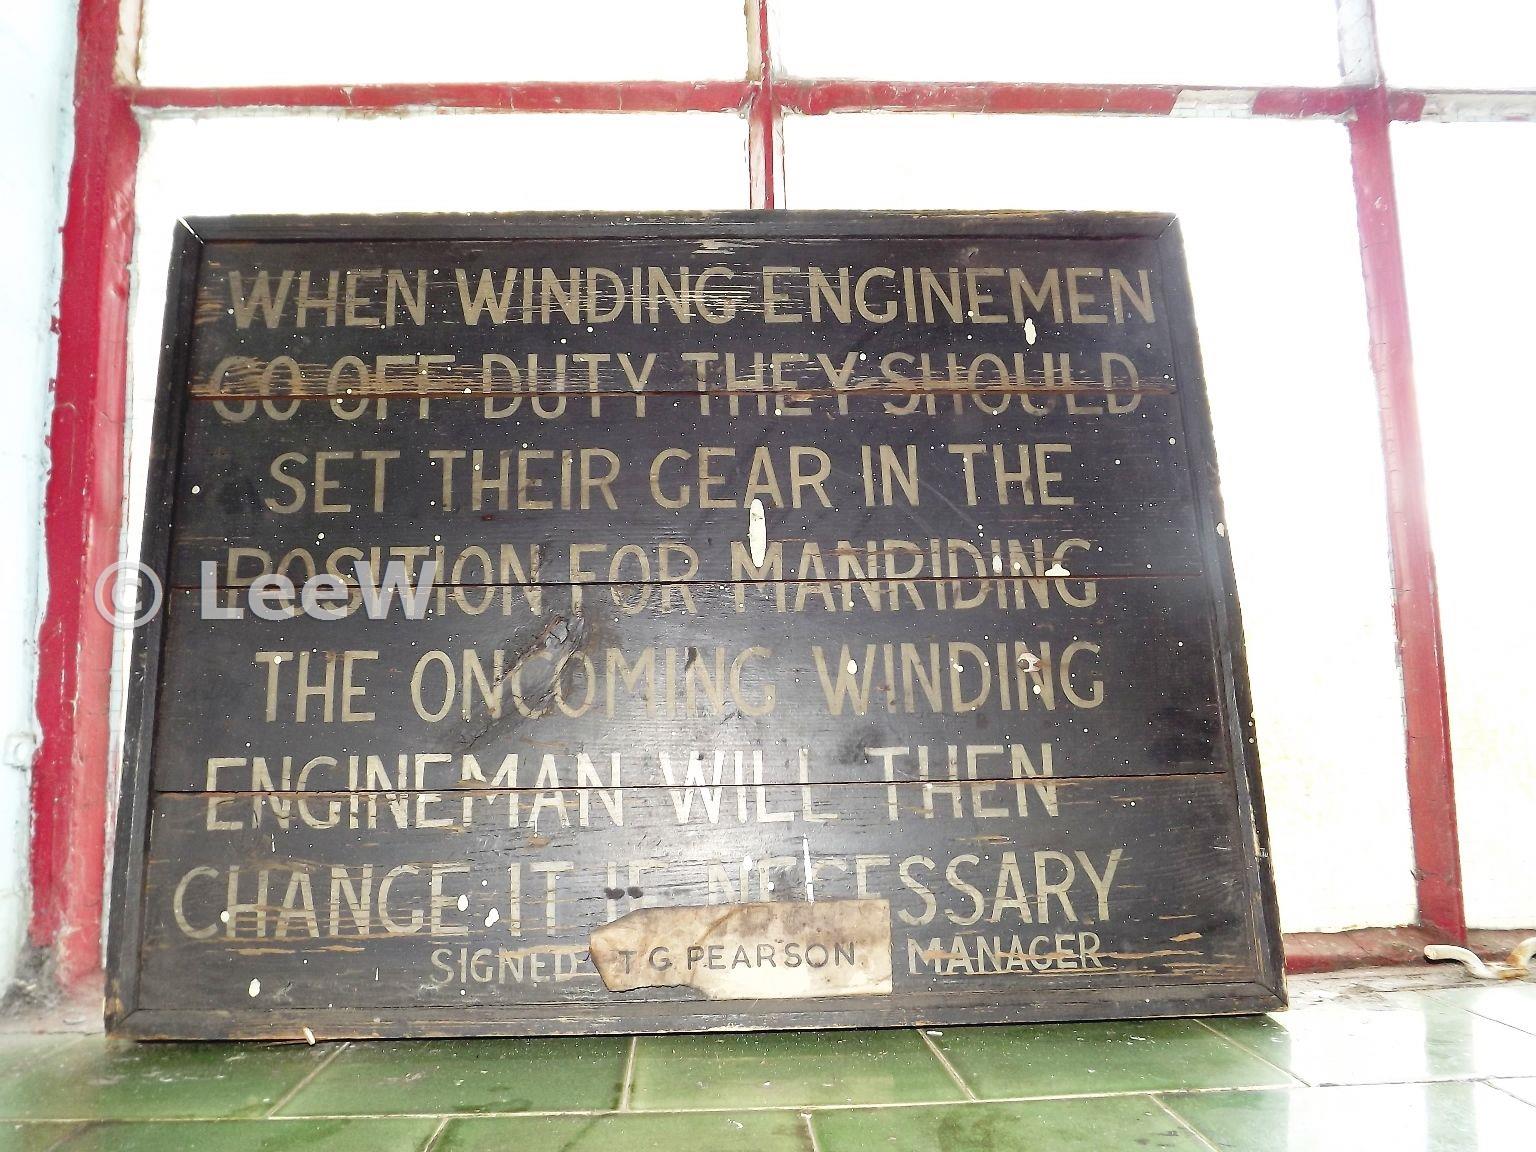 WHEN WINDING ENGINEMEN
GO OFF DUTY THEY SHOULD
SET THEIR GEAR IN THE
POSITION FOR MANRIDING
THE ONCOMING WINDING
ENGINEMAN WILL THEN
CHANGE IT IF NECESSARY
SIGNED T G PEARSON MANAGER
© LeeW